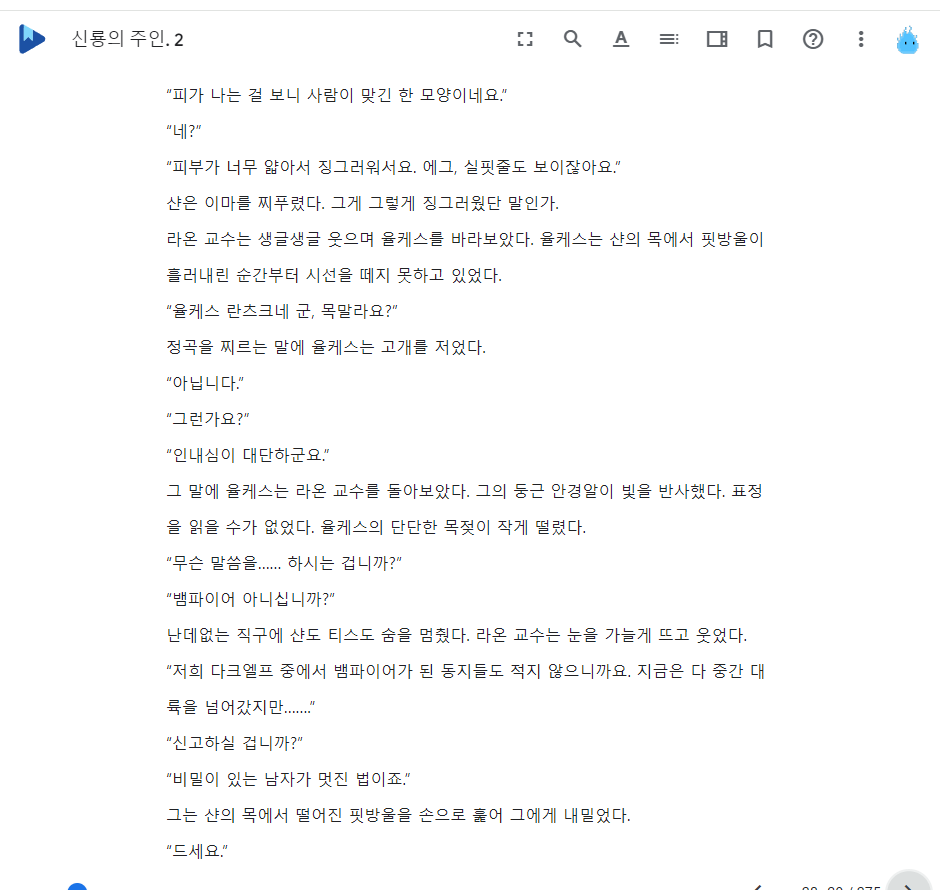 신룡의 주인. 2
“피가 나는 걸 보니 사람이 맞긴 한 모양이네요.”
“네?”
“피부가 너무 얇아서 징그러워서요. 에그, 실핏줄도 보이잖아요.”
샨은 이마를 찌푸렸다. 그게 그렇게 징그러웠단 말인가.
라온 교수는 생글생글 웃으며 율케스를 바라보았다. 율케스는 샨의 목에서 핏방울이
흘러내린 순간부터 시선을 떼지 못하고 있었다.
“율케스 란츠크네 군, 목말라요?”
정곡을 찌르는 말에 율케스는 고개를 저었다.
“아닙니다.”
“그런가요?”
“인내심이 대단하군요.”
그 말에 율케스는 라온 교수를 돌아보았다. 그의 둥근 안경알이 빛을 반사했다. 표정
을 읽을 수가 없었다. 율케스의 단단한 목젖이 작게 떨렸다.
“무슨 말씀을...... 하시는 겁니까?”
“뱀파이어 아니십니까?”
난데없는 직구에 샨도 티스도 숨을 멈췄다. 라온 교수는 눈을 가늘게 뜨고 웃었다.
“저희 다크엘프 중에서 뱀파이어가 된 동지들도 적지 않으니까요. 지금은 다 중간 대
륙을 넘어갔지만.......”
“신고하실 겁니까?”
“비밀이 있는 남자가 멋진 법이죠.”
그는 샨의 목에서 떨어진 핏방울을 손으로 훑어 그에게 내밀었다.
“드세요.”